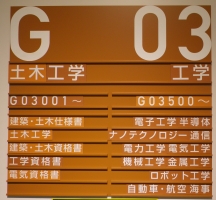 G 03
土木工学 工学
G03001～ G03500～
建築・土木仕様書 電子工学 半導体
土木工学 ナノテクノロジー 通信
建築・土木資格書 電力工学 電気工学
工学資格書 機械工学 金属工学
電気資格書 ロボット工学
自動車・航空 海事